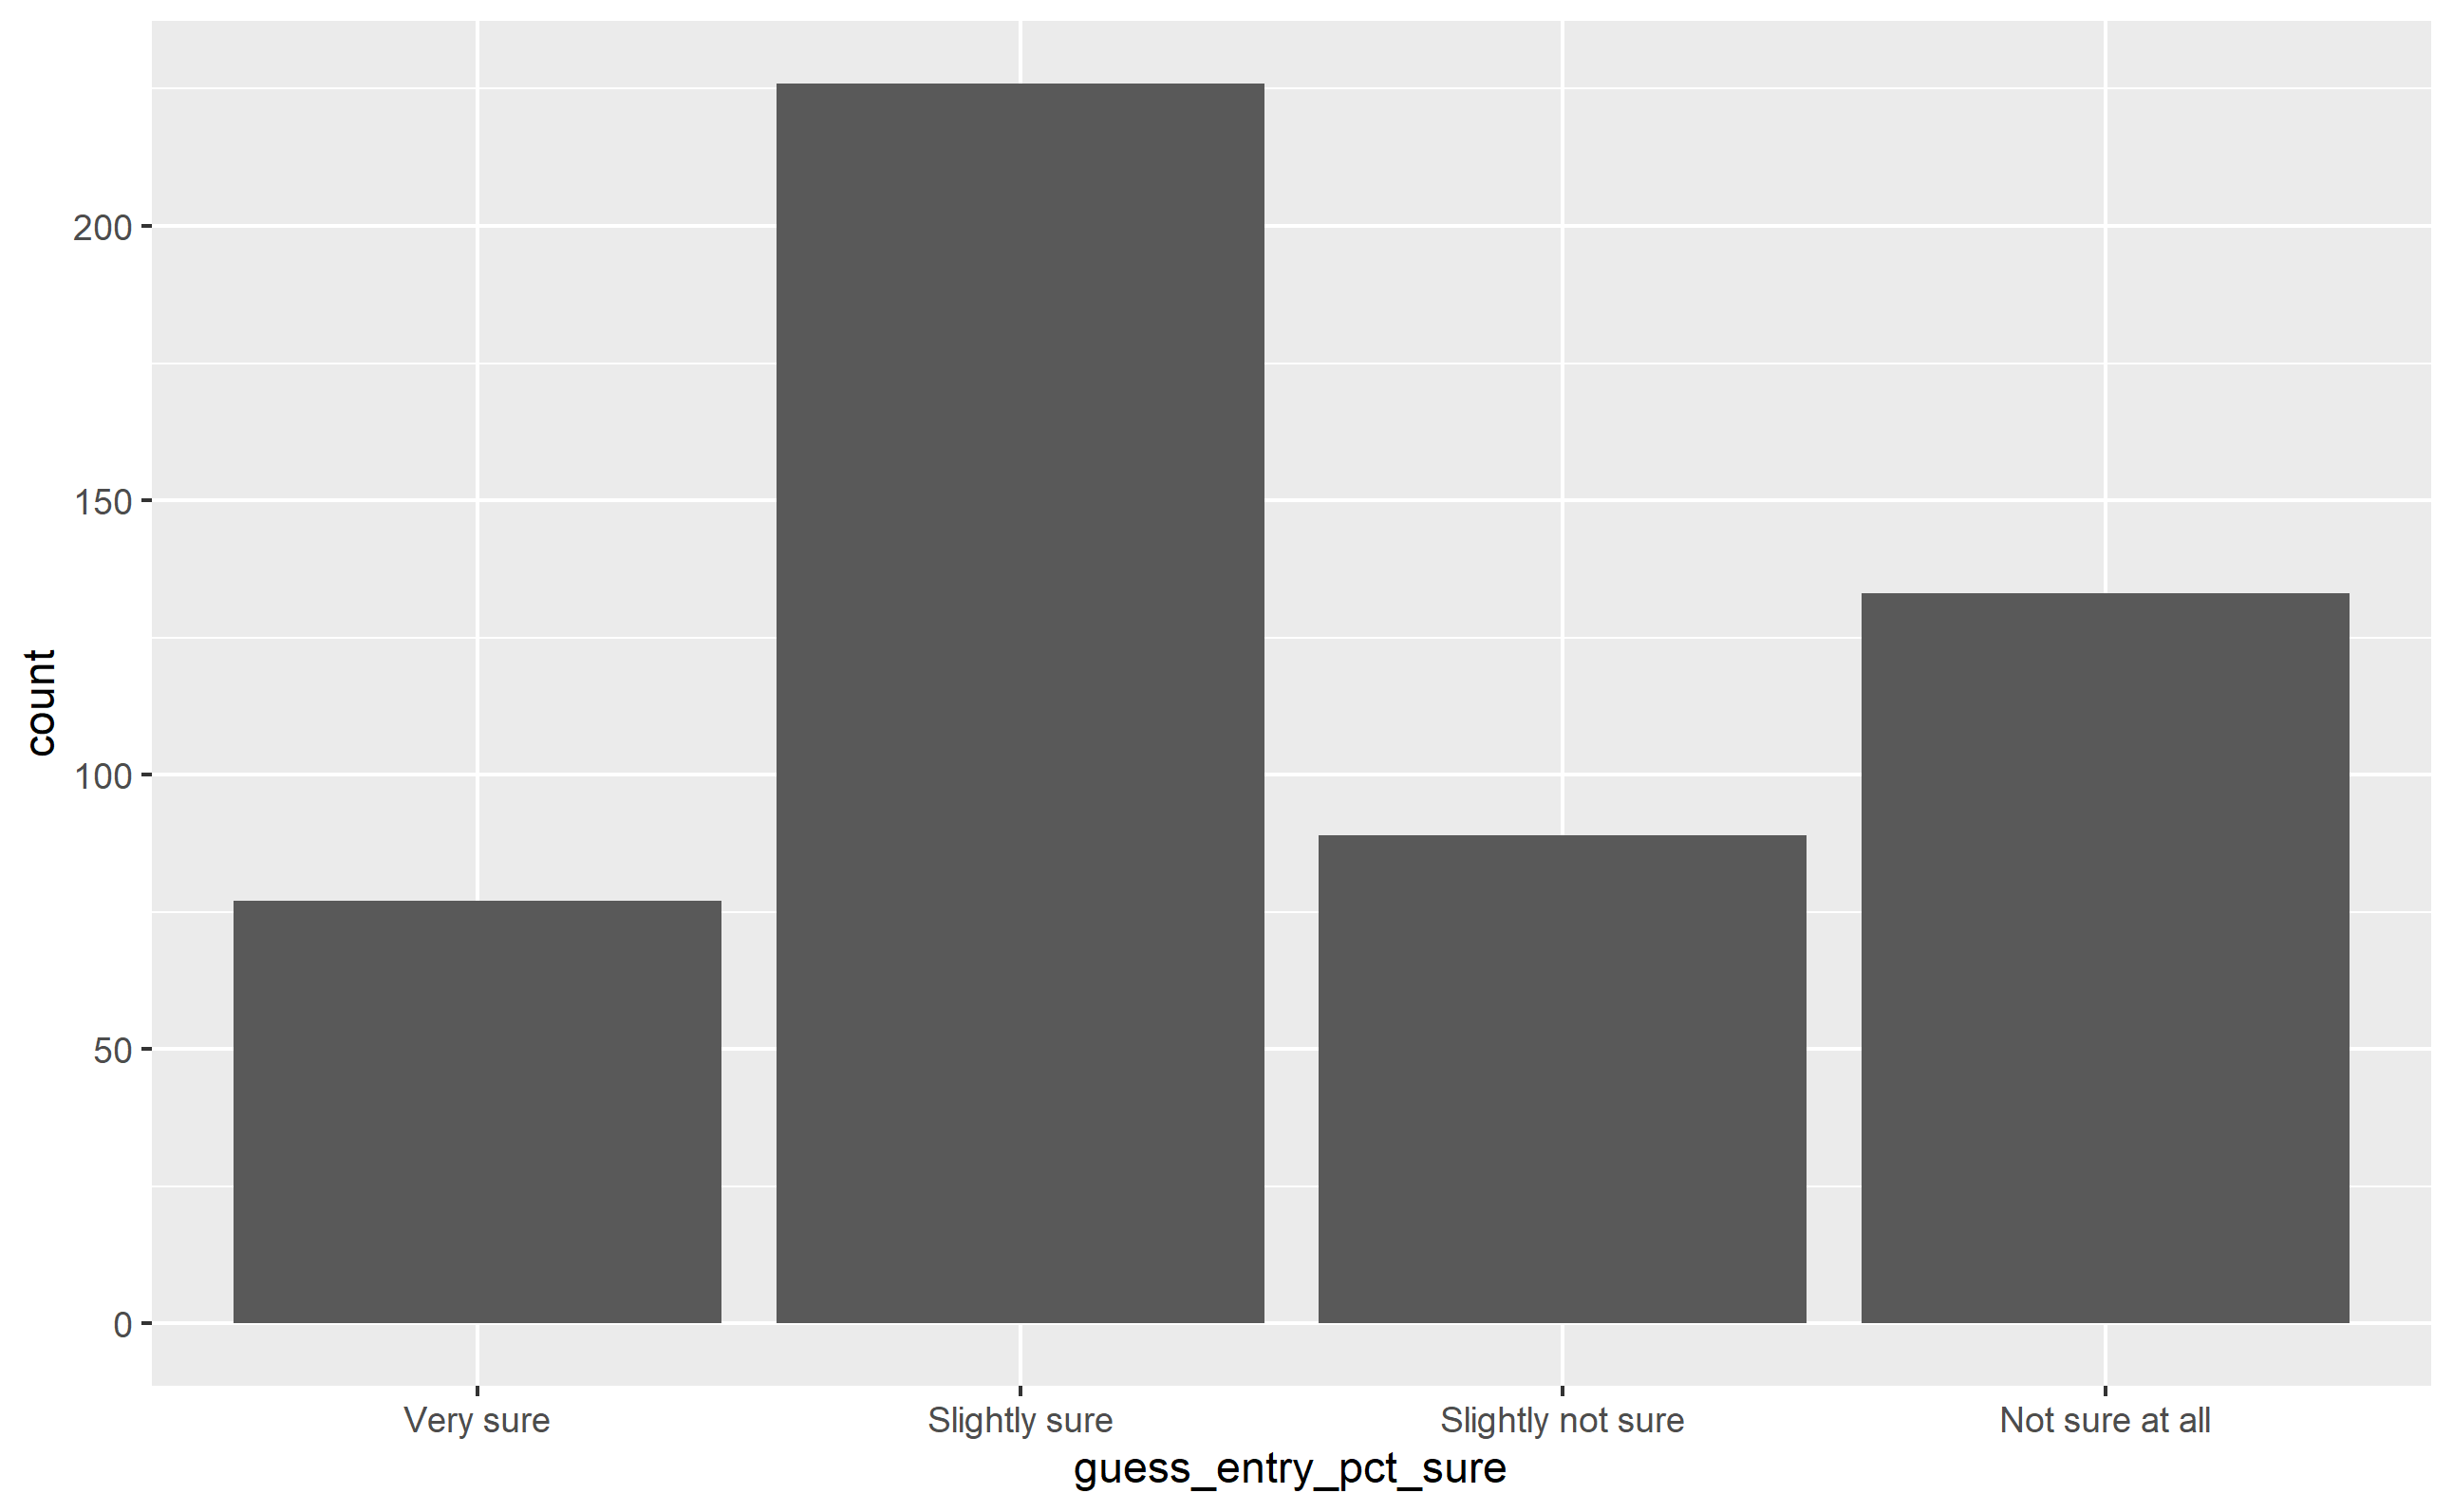 count
200
150
100
50
0
Very sure
Slightly sure
Slightly not sure
Not sure at all
guess_entry_pct_sure